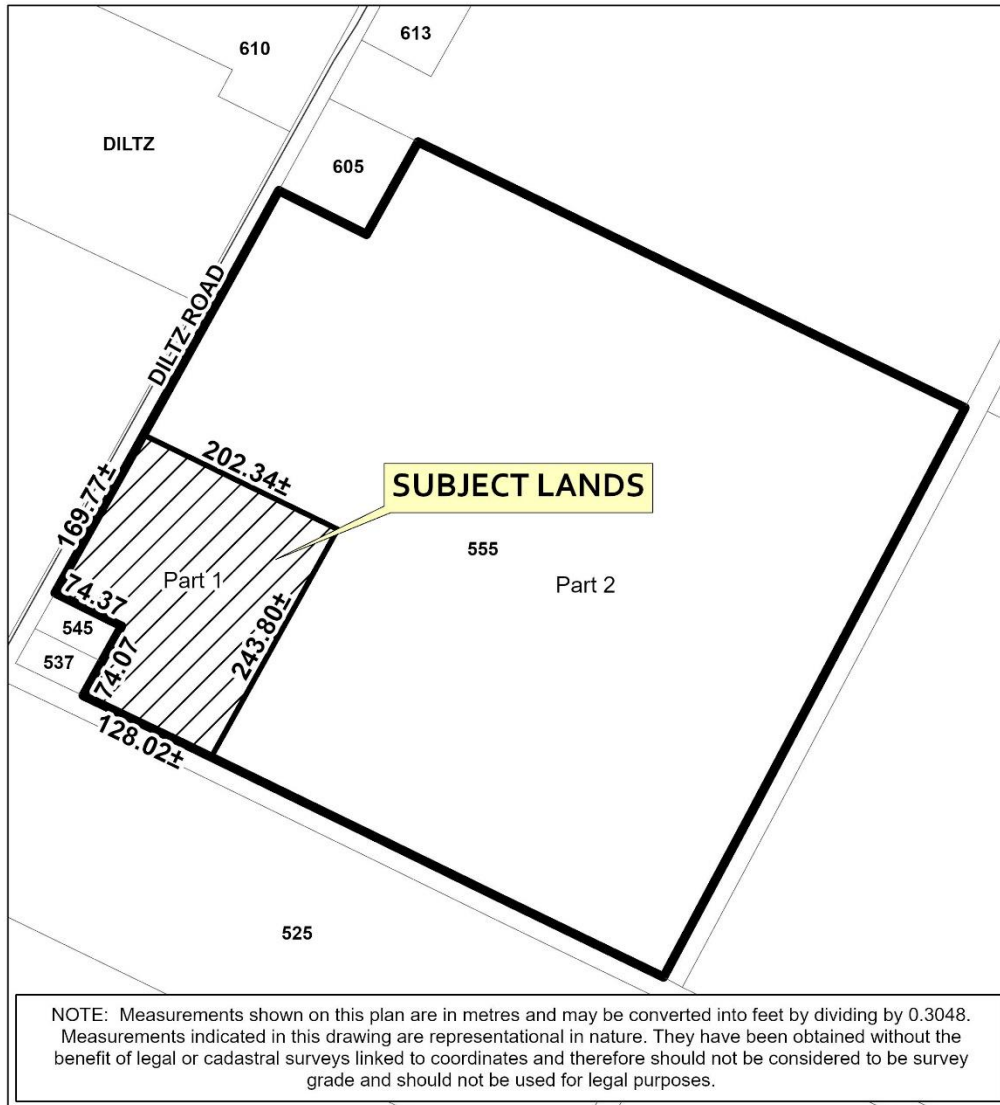 610
613
DILTZ
605
DILTZ ROAD
202.34±
SUBJECT LANDS
169.77±
555
Part 1
Part 2
74.37
545
243.80±
537
74.07
128.02±
525
NOTE: Measurements shown on this plan are in metres and may be converted into feet by dividing by 0.3048.
Measurements indicated in this drawing are representational in nature. They have been obtained without the
benefit of legal or cadastral surveys linked to coordinates and therefore should not be considered to be survey
grade and should not be used for legal purposes.